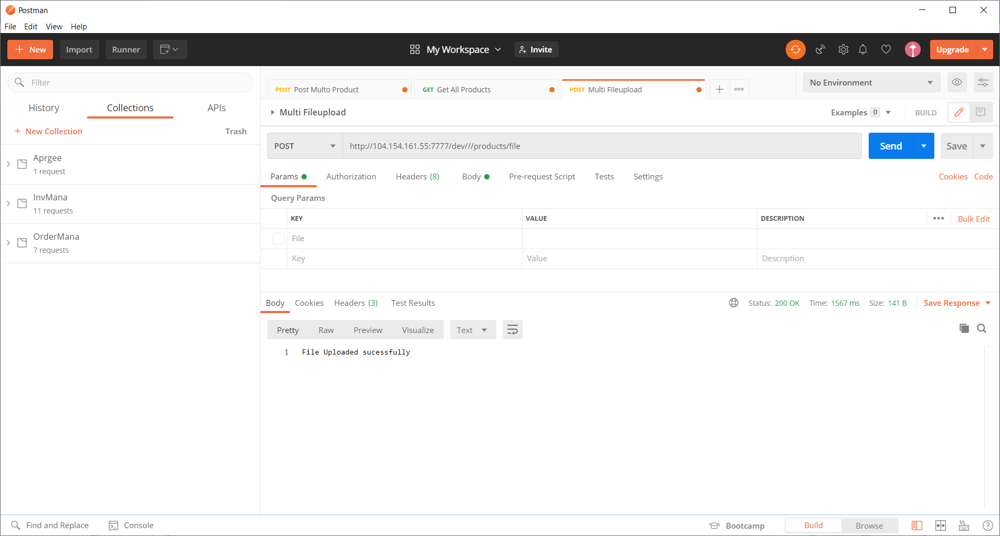 Postman
File Edit View Help
+ New Import Runner My Workspace Invite Upgrade
Filter
History Collections APIs
+ New Collection Trash
Aprgee
1 request
InvMana
11 requests
OrderMana
7 requests
POST Post Multo Product GET Get All Products POST Multi Fileupload + No Environment
Multi Fileupload Examples 0 BUILD
POST http://104.154.161.55:7777/dev///products/file Send Save
Params Authorization Headers (8) Body Pre-request Script Tests Settings Cookies Code
Query Params
KEY VALUE DESCRIPTION Bulk Edit
File
Key Value Description
Body Cookies Headers (3) Test Results Status: 200 OK Time: 1567 ms Size: 141 B Save Response
Pretty Raw Preview Visualize Text
1 File Uploaded sucessfully
Find and Replace Console Bootcamp Build Browse ?